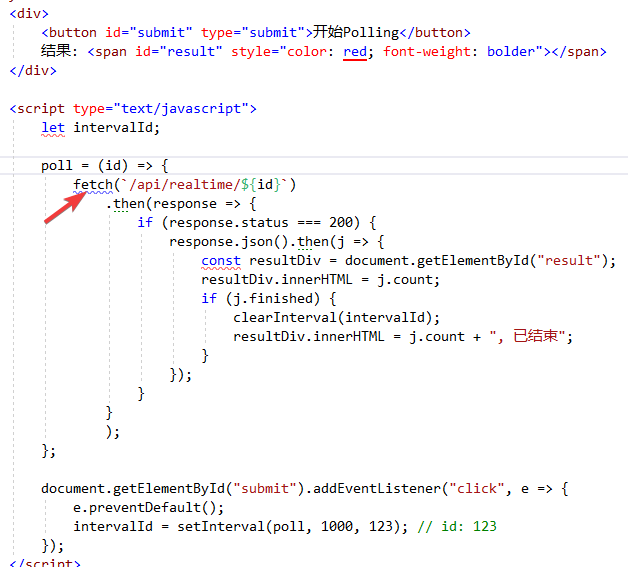 <div>
    <button id="submit" type="submit">开始Polling</button>
    结果: <span id="result" style="color: red; font-weight: bolder"></span>
</div>

<script type="text/javascript">
    let intervalId;

    poll = (id) => {
        fetch(`/api/realtime/${id}`)
            .then(response => {
                if (response.status === 200) {
                    response.json().then(j => {
                        const resultDiv = document.getElementById("result");
                        resultDiv.innerHTML = j.count;
                        if (j.finished) {
                            clearInterval(intervalId);
                            resultDiv.innerHTML = j.count + ", 已结束";
                        }
                    });
                }
            }
            );
    };

    document.getElementById("submit").addEventListener("click", e => {
        e.preventDefault();
        intervalId = setInterval(poll, 1000, 123); // id: 123
    });
</script>